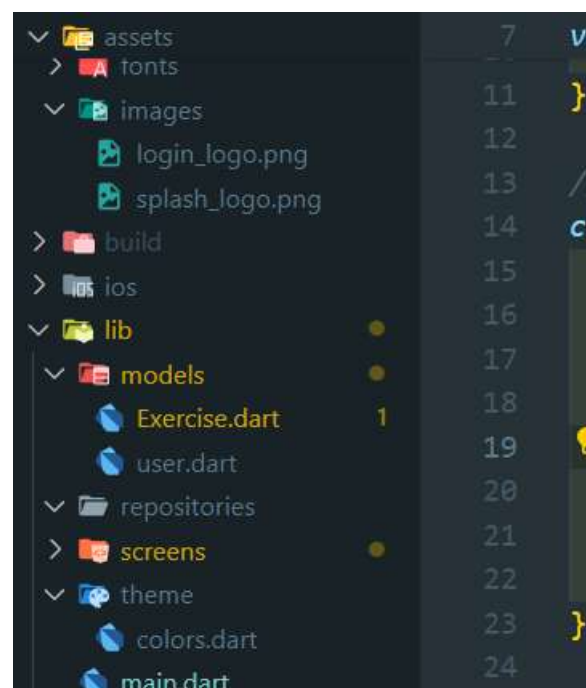 assets
fonts
images
login_logo.png
splash_logo.png
build
iOS ios
lib
models
Exercise.dart 1
user.dart
repositories
screens
theme
colors.dart
main.dart
7 v
11 }
12
13 /
14 c
15
16
17
18
19
20
21
22
23 }
24